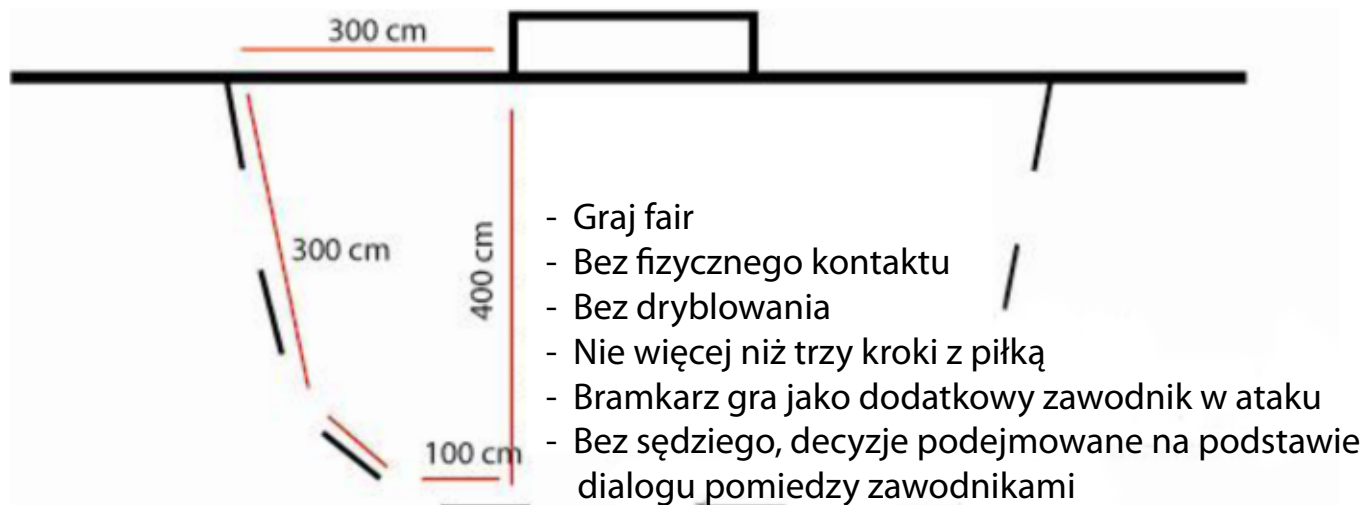 300 cm
300 cm
400 cm
100 cm
- Graj fair
- Bez fizycznego kontaktu
- Bez dryblowania
- Nie więcej niż trzy kroki z piłką
- Bramkarz gra jako dodatkowy zawodnik w ataku
- Bez sędziego, decyzje podejmowane na podstawie
dialogu pomiedzy zawodnikami